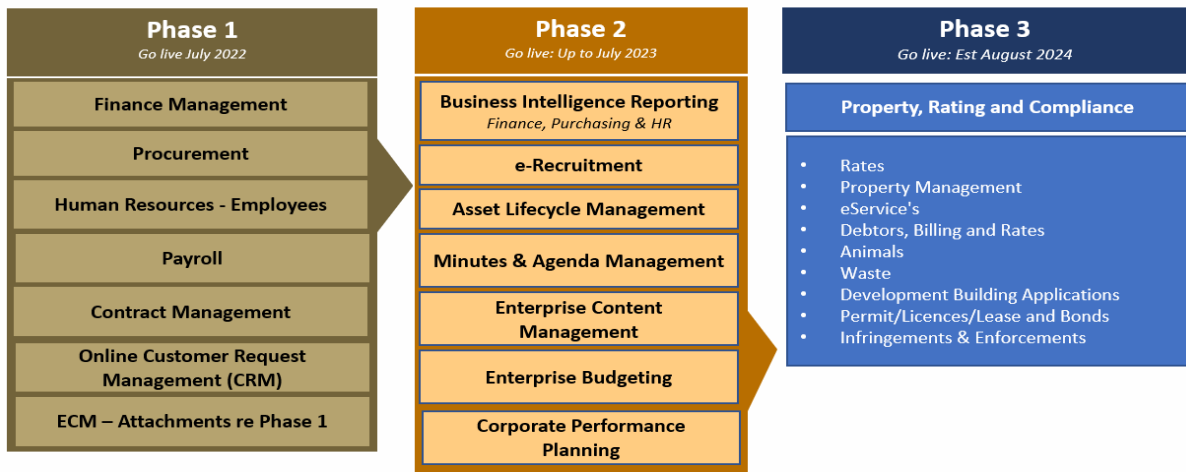 Phase 1
Go live July 2022
Finance Management
Procurement
Human Resources - Employees
Payroll
Contract Management
Online Customer Request
Management (CRM)
ECM – Attachments re Phase 1
Phase 2
Go live: Up to July 2023
Business Intelligence Reporting
Finance, Purchasing & HR
e-Recruitment
Asset Lifecycle Management
Minutes & Agenda Management
Enterprise Content
Management
Enterprise Budgeting
Corporate Performance
Planning
Phase 3
Go live: Est August 2024
Property, Rating and Compliance
• Rates
• Property Management
• eService's
• Debtors, Billing and Rates
• Animals
• Waste
• Development Building Applications
• Permit/Licences/Lease and Bonds
• Infringements & Enforcements